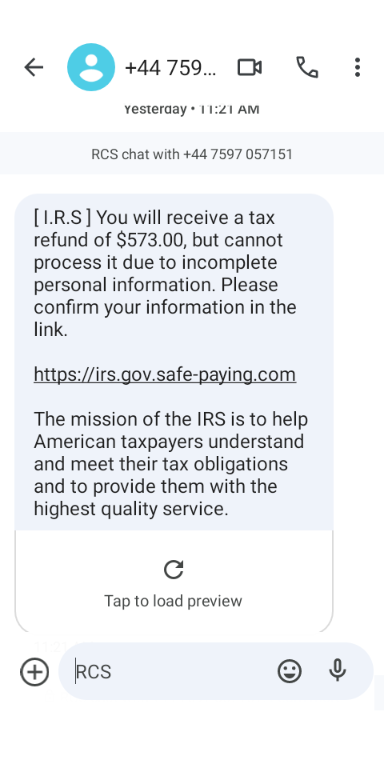 +44 759...
Yesterday • 11:21 AM
RCS chat with +44 7597 057151
[ I.R.S ] You will receive a tax
refund of $573.00, but cannot
process it due to incomplete
personal information. Please
confirm your information in the
link.
https://irs.gov.safe-paying.com
The mission of the IRS is to help
American taxpayers understand
and meet their tax obligations
and to provide them with the
highest quality service.
Tap to load preview
RCS